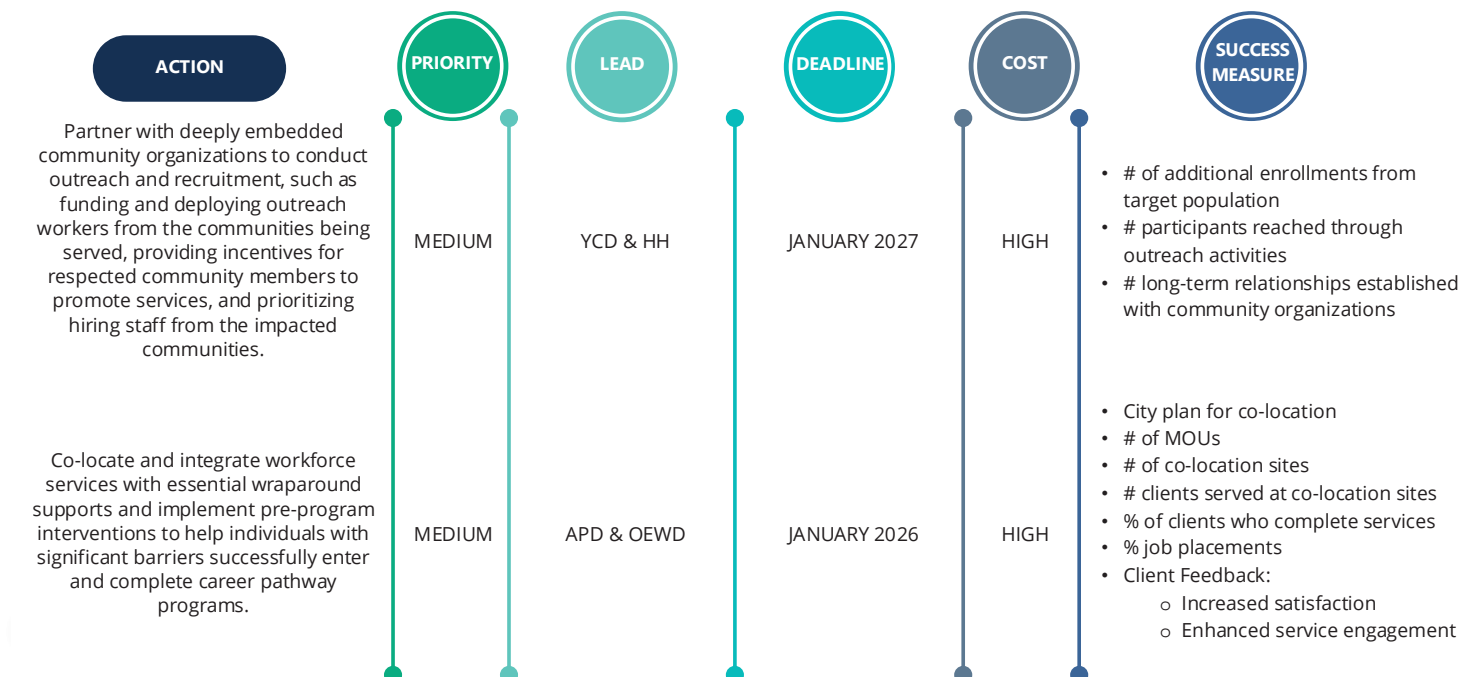 ACTION
PRIORITY
LEAD
DEADLINE
COST
SUCCESS
MEASURE
Partner with deeply embedded
community organizations to conduct
outreach and recruitment, such as
funding and deploying outreach
workers from the communities being
served, providing incentives for
respected community members to
promote services, and prioritizing
hiring staff from the impacted
communities.
MEDIUM
YCD & HH
JANUARY 2027
HIGH
• # of additional enrollments from
target population
• # participants reached through
outreach activities
• # long-term relationships established
with community organizations
Co-locate and integrate workforce
services with essential wraparound
supports and implement pre-program
interventions to help individuals with
significant barriers successfully enter
and complete career pathway
programs.
MEDIUM
APD & OEWD
JANUARY 2026
HIGH
• City plan for co-location
• # of MOUs
• # of co-location sites
• # clients served at co-location sites
• % of clients who complete services
• % job placements
• Client Feedback:
o Increased satisfaction
o Enhanced service engagement